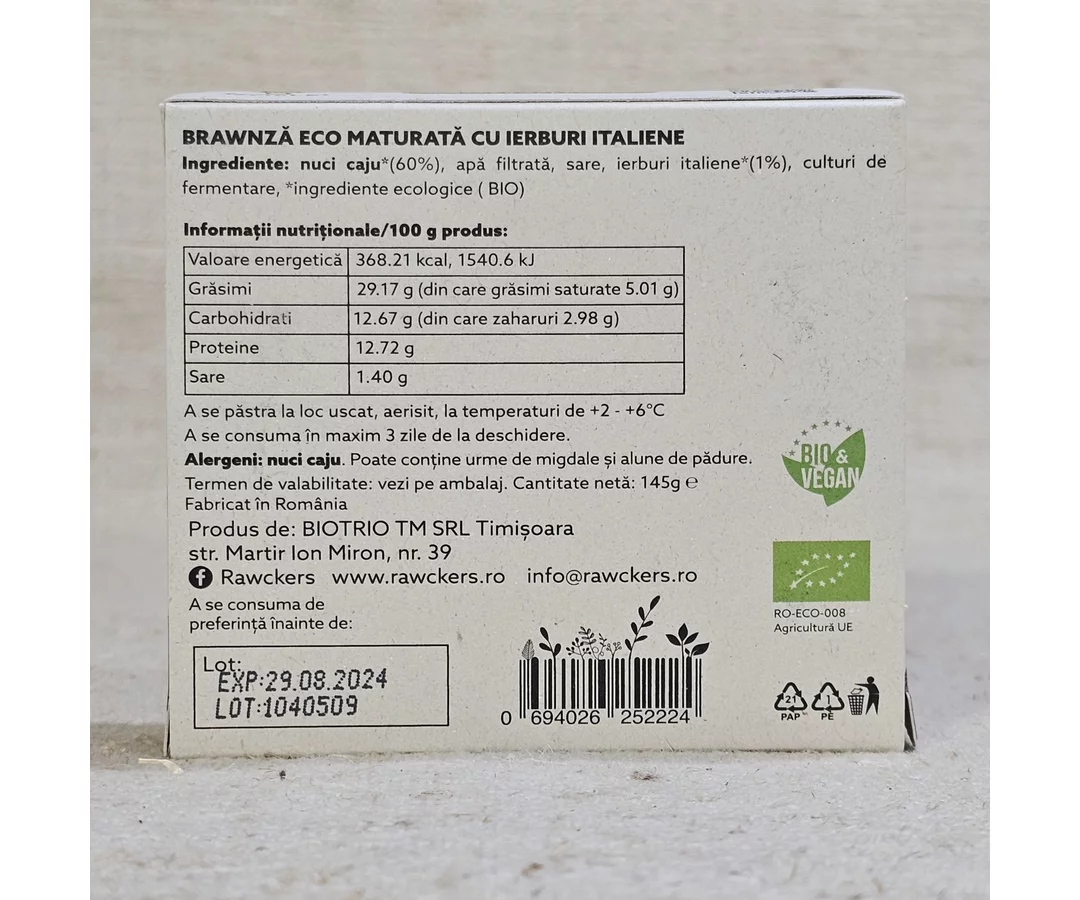 BRAWNZĂ ECO MATURATĂ CU IERBURI ITALIENE
Ingrediente: nuci caju*(60%), apă filtrată, sare, ierburi italiene*(1%), culturi de
fermentare, *ingrediente ecologice ( BIO)
Informații nutriționale/100 g produs:
Valoare energetică 368.21 kcal, 1540.6 kJ
Grăsimi 29.17 g (din care grăsimi saturate 5.01 g)
Carbohidrati 12.67 g (din care zaharuri 2.98 g)
Proteine 12.72 g
Sare 1.40 g
A se păstra la loc uscat, aerisit, la temperaturi de +2 - +6°C
A se consuma în maxim 3 zile de la deschidere.
Alergeni: nuci caju. Poate conține urme de migdale și alune de pădure.
Termen de valabilitate: vezi pe ambalaj. Cantitate netă: 145g ℮
Fabricat în România
Produs de: BIOTRIO TM SRL Timișoara
str. Martir Ion Miron, nr. 39
Rawckers www.rawckers.ro info@rawckers.ro
A se consuma de
preferință înainte de:
Lot:
EXP:29.08.2024
LOT:1040509
0 694026 252224
BIO &
VEGAN
RO-ECO-008
Agricultură UE
21 1
PAP PE